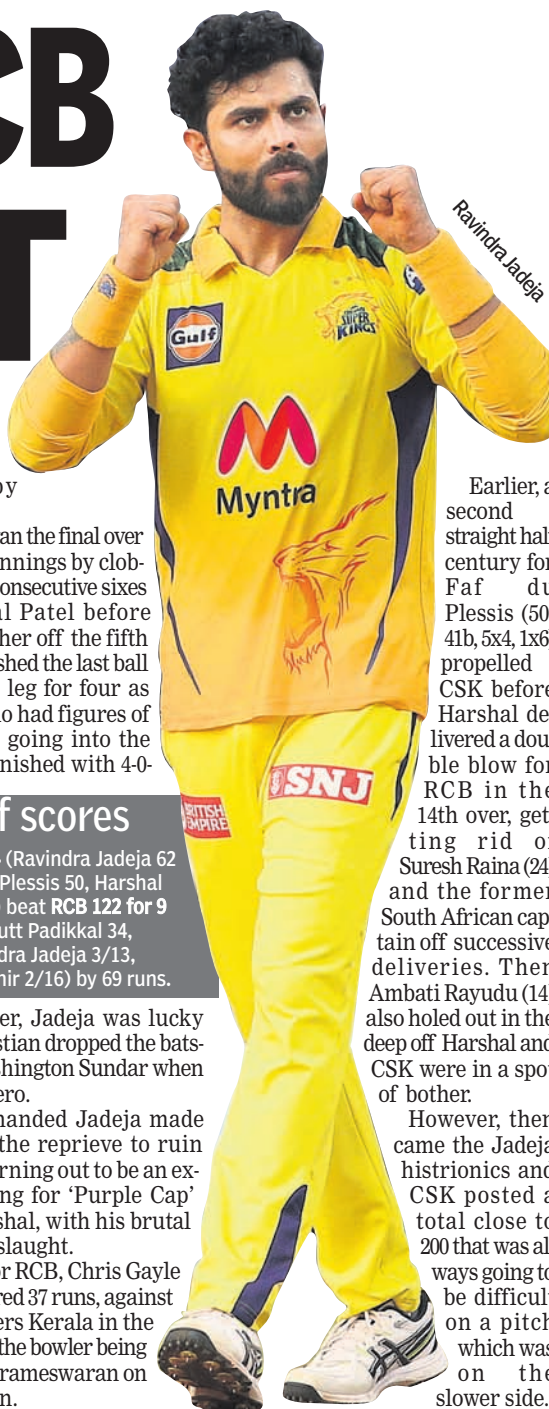 CB
T
Ravindra Jadeja
Gulf
SUPER
KINGS
Myntra
SNJ
BRITISH
EMPIRE
an the final over
nnings by clob-
onsecutive sixes
al Patel before
her off the fifth
shed the last ball
leg for four as
o had figures of
going into the
nished with 4-0-
f scores
(Ravindra Jadeja 62
Plessis 50, Harshal
beat RCB 122 for 9
utt Padikkal 34,
dra Jadeja 3/13,
hir 2/16) by 69 runs.
er, Jadeja was lucky
stian dropped the bats-
shington Sundar when
ero.
handed Jadeja made
the reprieve to ruin
rning out to be an ex-
ng for ‘Purple Cap’
shal, with his brutal
slaught.
or RCB, Chris Gayle
red 37 runs, against
ers Kerala in the
the bowler being
rameswaran on
n.
Earlier, a
second
straight half
century for
Faf du
Plessis (50,
41b, 5x4, 1x6,
propelled
CSK before
Harshal de
livered a dou
ble blow for
RCB in the
14th over, get
ting rid of
Suresh Raina (24)
and the former
South African cap
tain off successive
deliveries. Then
Ambati Rayudu (14)
also holed out in the
deep off Harshal and
CSK were in a spot
of bother.
However, then
came the Jadeja
histrionics and
CSK posted a
total close to
200 that was al
ways going to
be difficult
on a pitch
which was
on the
slower side.